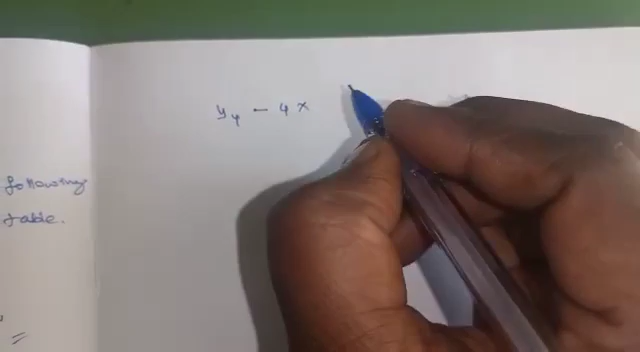 y₄ - 4x
following
table.
=